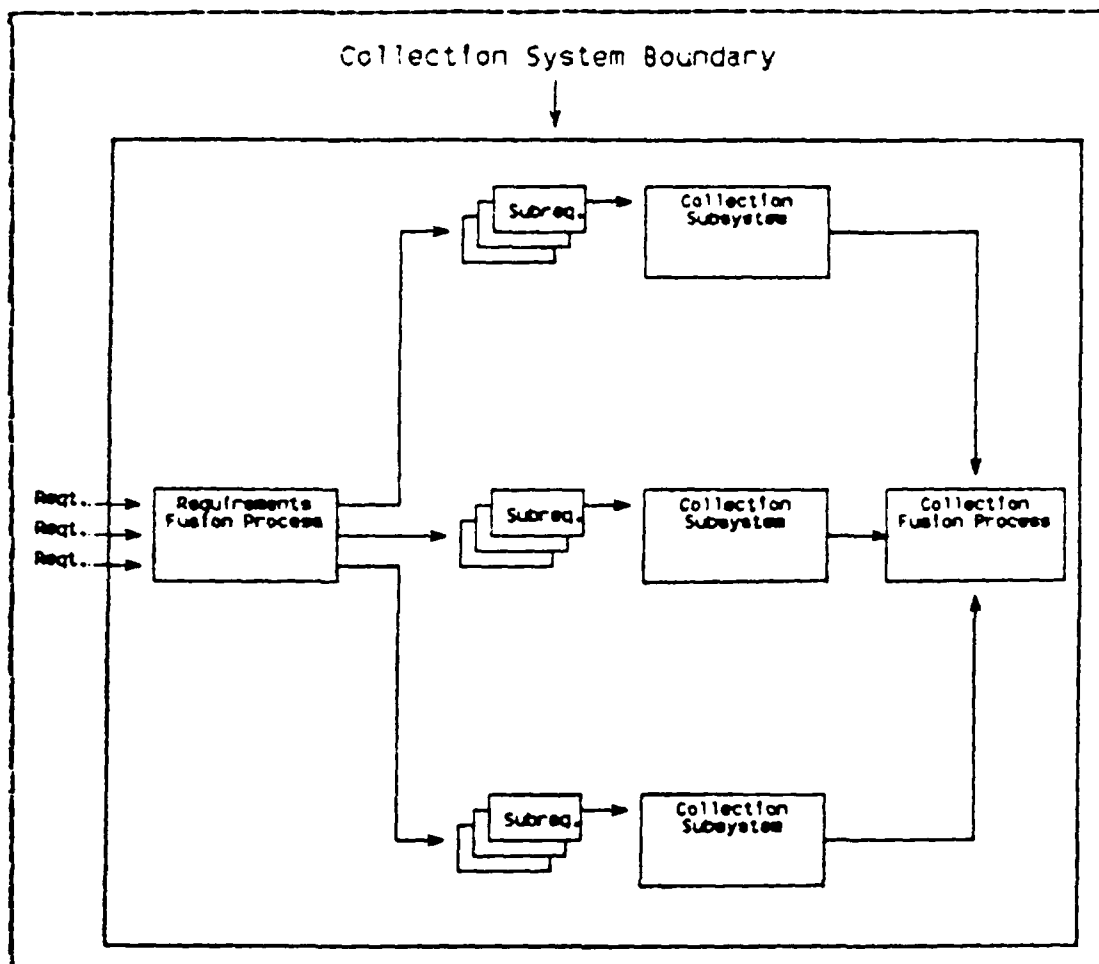 Collection System Boundary
Subreq.
Collection
Subsystem
Reqt.
Reqt.
Reqt.
Requirements
Fusion Process
Subreq.
Collection
Subsystem
Collection
Fusion Process
Subreq.
Collection
Subsystem